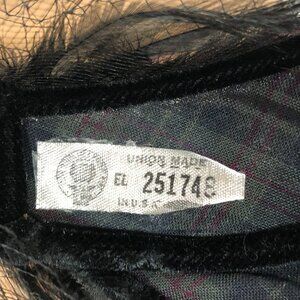 UNION MADE
EL 251748
IN U.S.A.